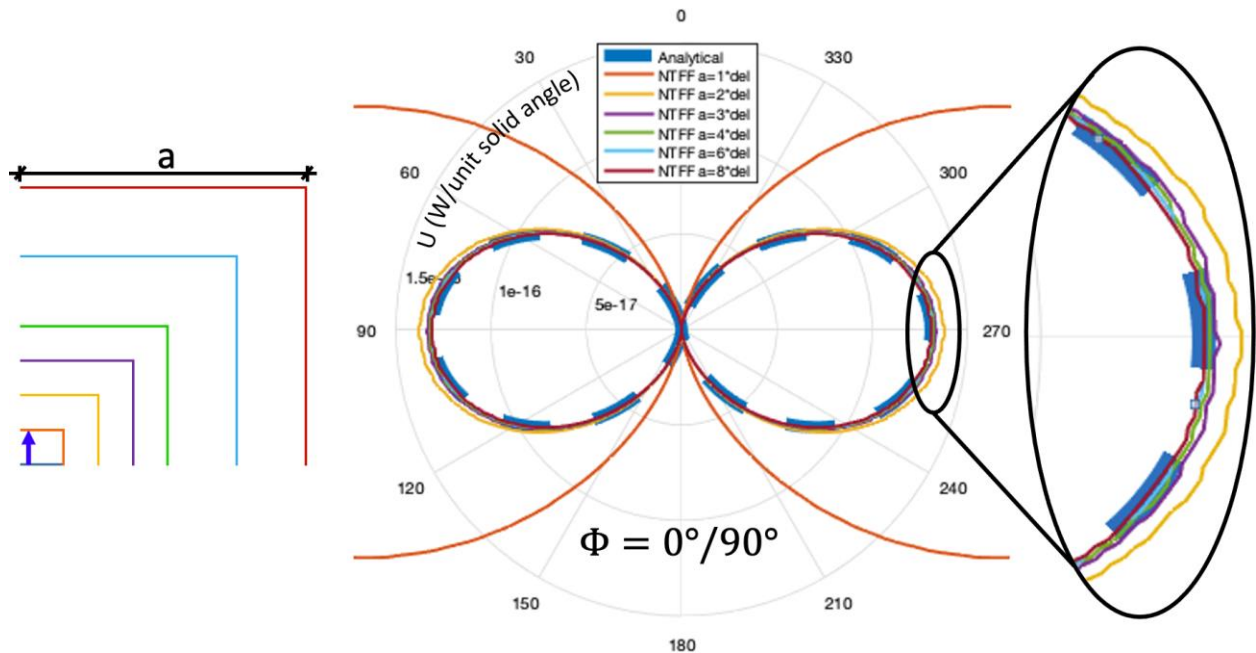 a
0
30
330
Analytical
NTFF a=1*del
NTFF a=2*del
NTFF a=3*del
NTFF a=4*del
NTFF a=6*del
NTFF a=8*del
U (W/unit solid angle)
60
300
1e-16
5e-17
90
270
120
240
Φ = 0°/90°
150
210
180